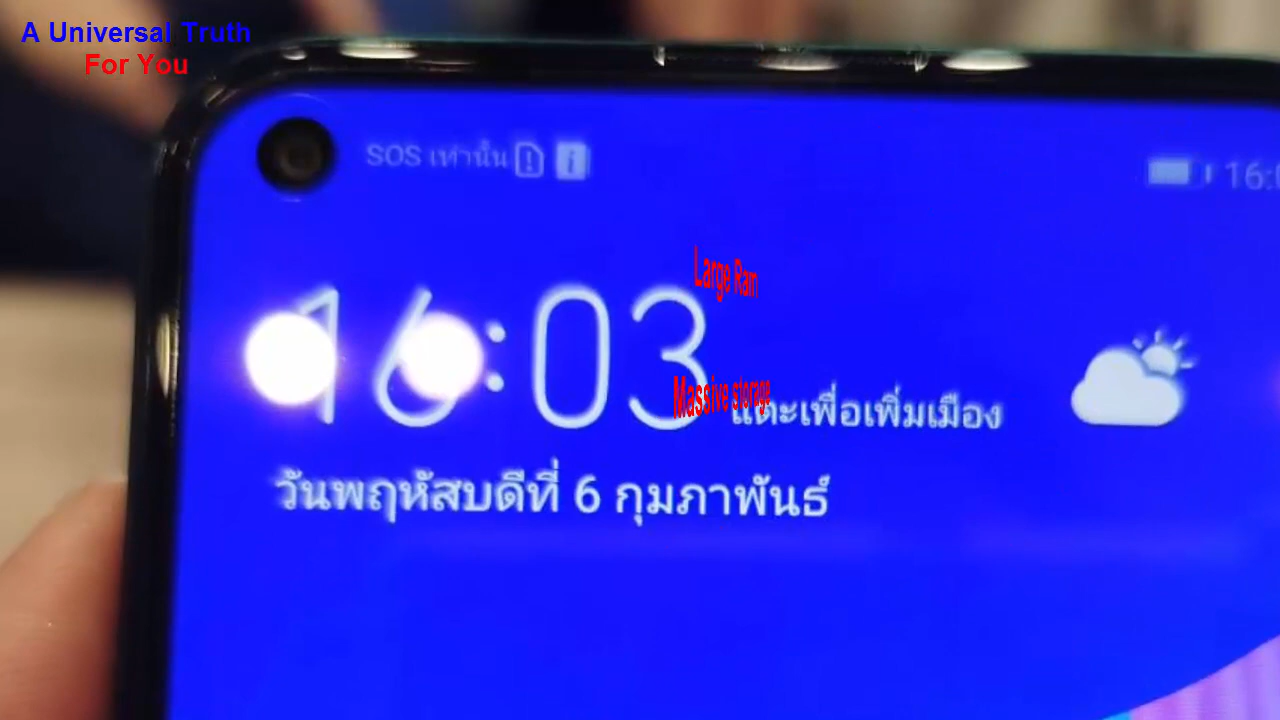 A Universal Truth
For You
SOS เท่านั้น
16:0
Large Ram
16:03
Massive storage
แตะเพื่อเพิ่มเมือง
วันพฤหัสบดีที่ 6 กุมภาพันธ์